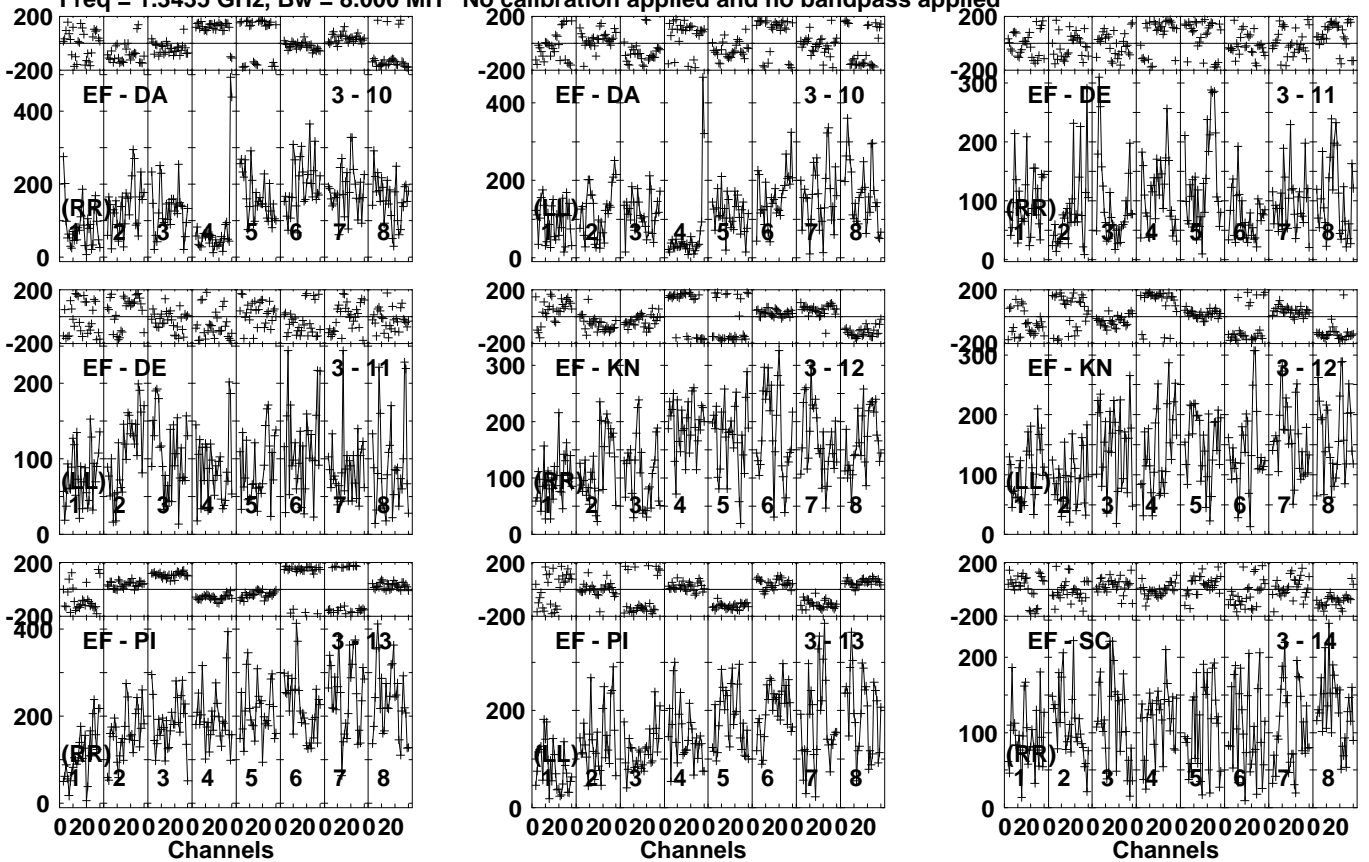 Freq = 1.3435 GHz, Bw = 8.000 MH No calibration applied and no bandpass applied
200 200 200
-200 -200 -200
EF - DA 3 - 10 EF - DA 3 - 10 EF - DE 3 - 11
400 400 300
300 300
200 200 200
100 100 100
(RR) (LL) (RR)
1 2 3 4 5 6 7 8 1 2 3 4 5 6 7 8 1 2 3 4 5 6 7 8
0 0 0
200 200 200
-200 -200 -200
EF - DE 3 - 11 EF - KN 3 - 12 EF - KN 3 - 12
300 300
200 200 200
100 100 100
(LL) (RR) (LL)
1 2 3 4 5 6 7 8 1 2 3 4 5 6 7 8 1 2 3 4 5 6 7 8
0 0 0
200 200 200
-200 -200 -200
400
EF - PI 3 - 13 EF - PI 3 - 13 EF - SC 3 - 14
200 200 200
100
(RR) (LL) (RR)
1 2 3 4 5 6 7 8 1 2 3 4 5 6 7 8 1 2 3 4 5 6 7 8
0 0 0
0 20 0 20 0 20 0 20 0 20 0 20 0 20 0 20 0 20 0 20 0 20 0 20 0 20 0 20 0 20 0 20 0 20 0 20 0 20 0 20 0 20 0 20 0 20 0 20
Channels Channels Channels